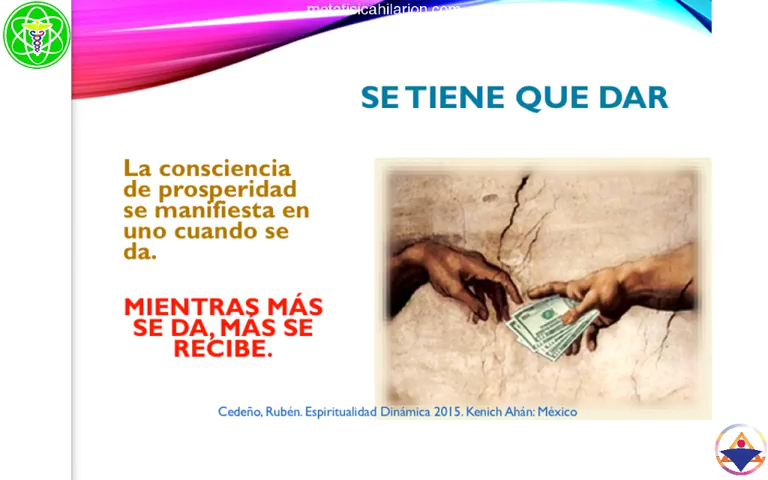 metafisicahilarion.com
SE TIENE QUE DAR
La consciencia
de prosperidad
se manifiesta en
uno cuando se
da.
MIENTRAS MÁS
SE DA, MÁS SE
RECIBE.
Cedeño, Rubén. Espiritualidad Dinámica 2015. Kenich Ahán: México